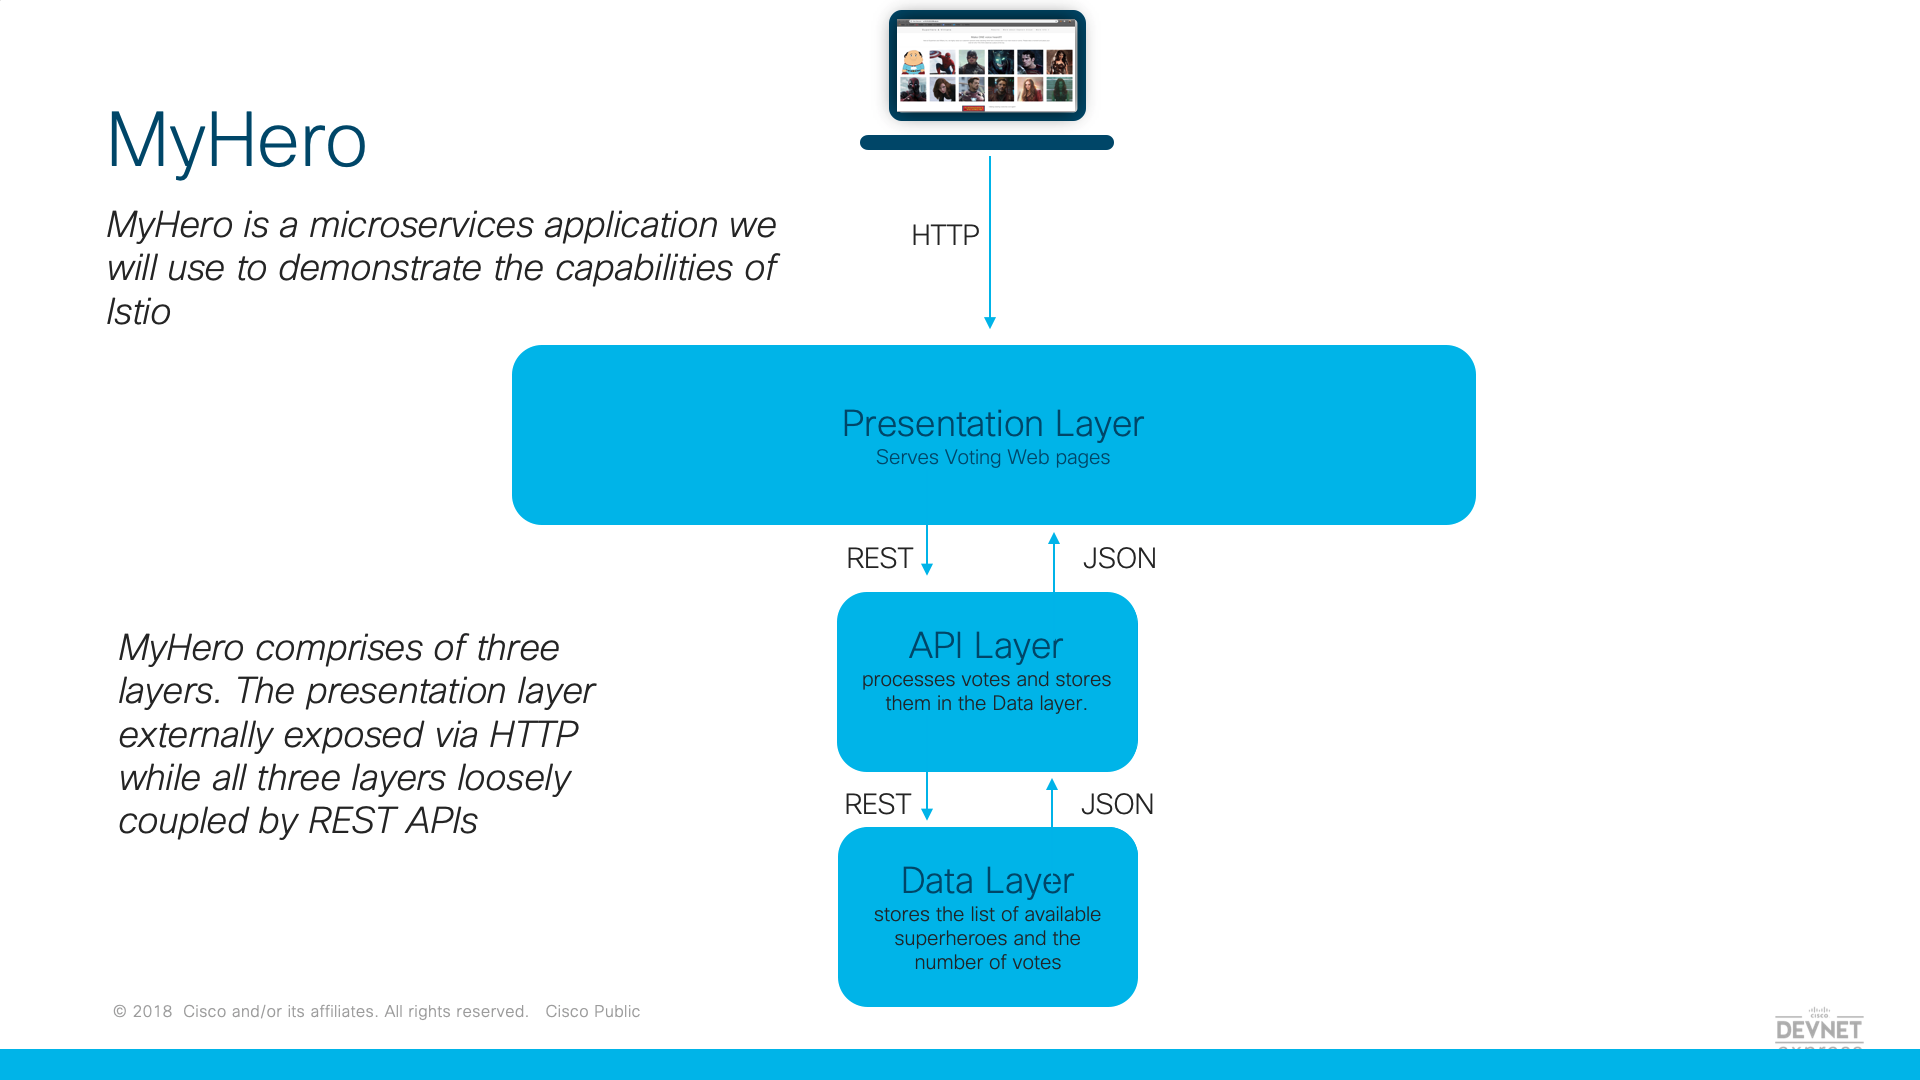 MyHero
MyHero is a microservices application we
will use to demonstrate the capabilities of
Istio
HTTP
Presentation Layer
Serves Voting Web pages
REST
JSON
API Layer
processes votes and stores
them in the Data layer.
MyHero comprises of three
layers. The presentation layer
externally exposed via HTTP
while all three layers loosely
coupled by REST APIs
REST
JSON
Data Layer
stores the list of available
superheroes and the
number of votes
© 2018 Cisco and/or its affiliates. All rights reserved. Cisco Public
CISCO
DEVNET
express